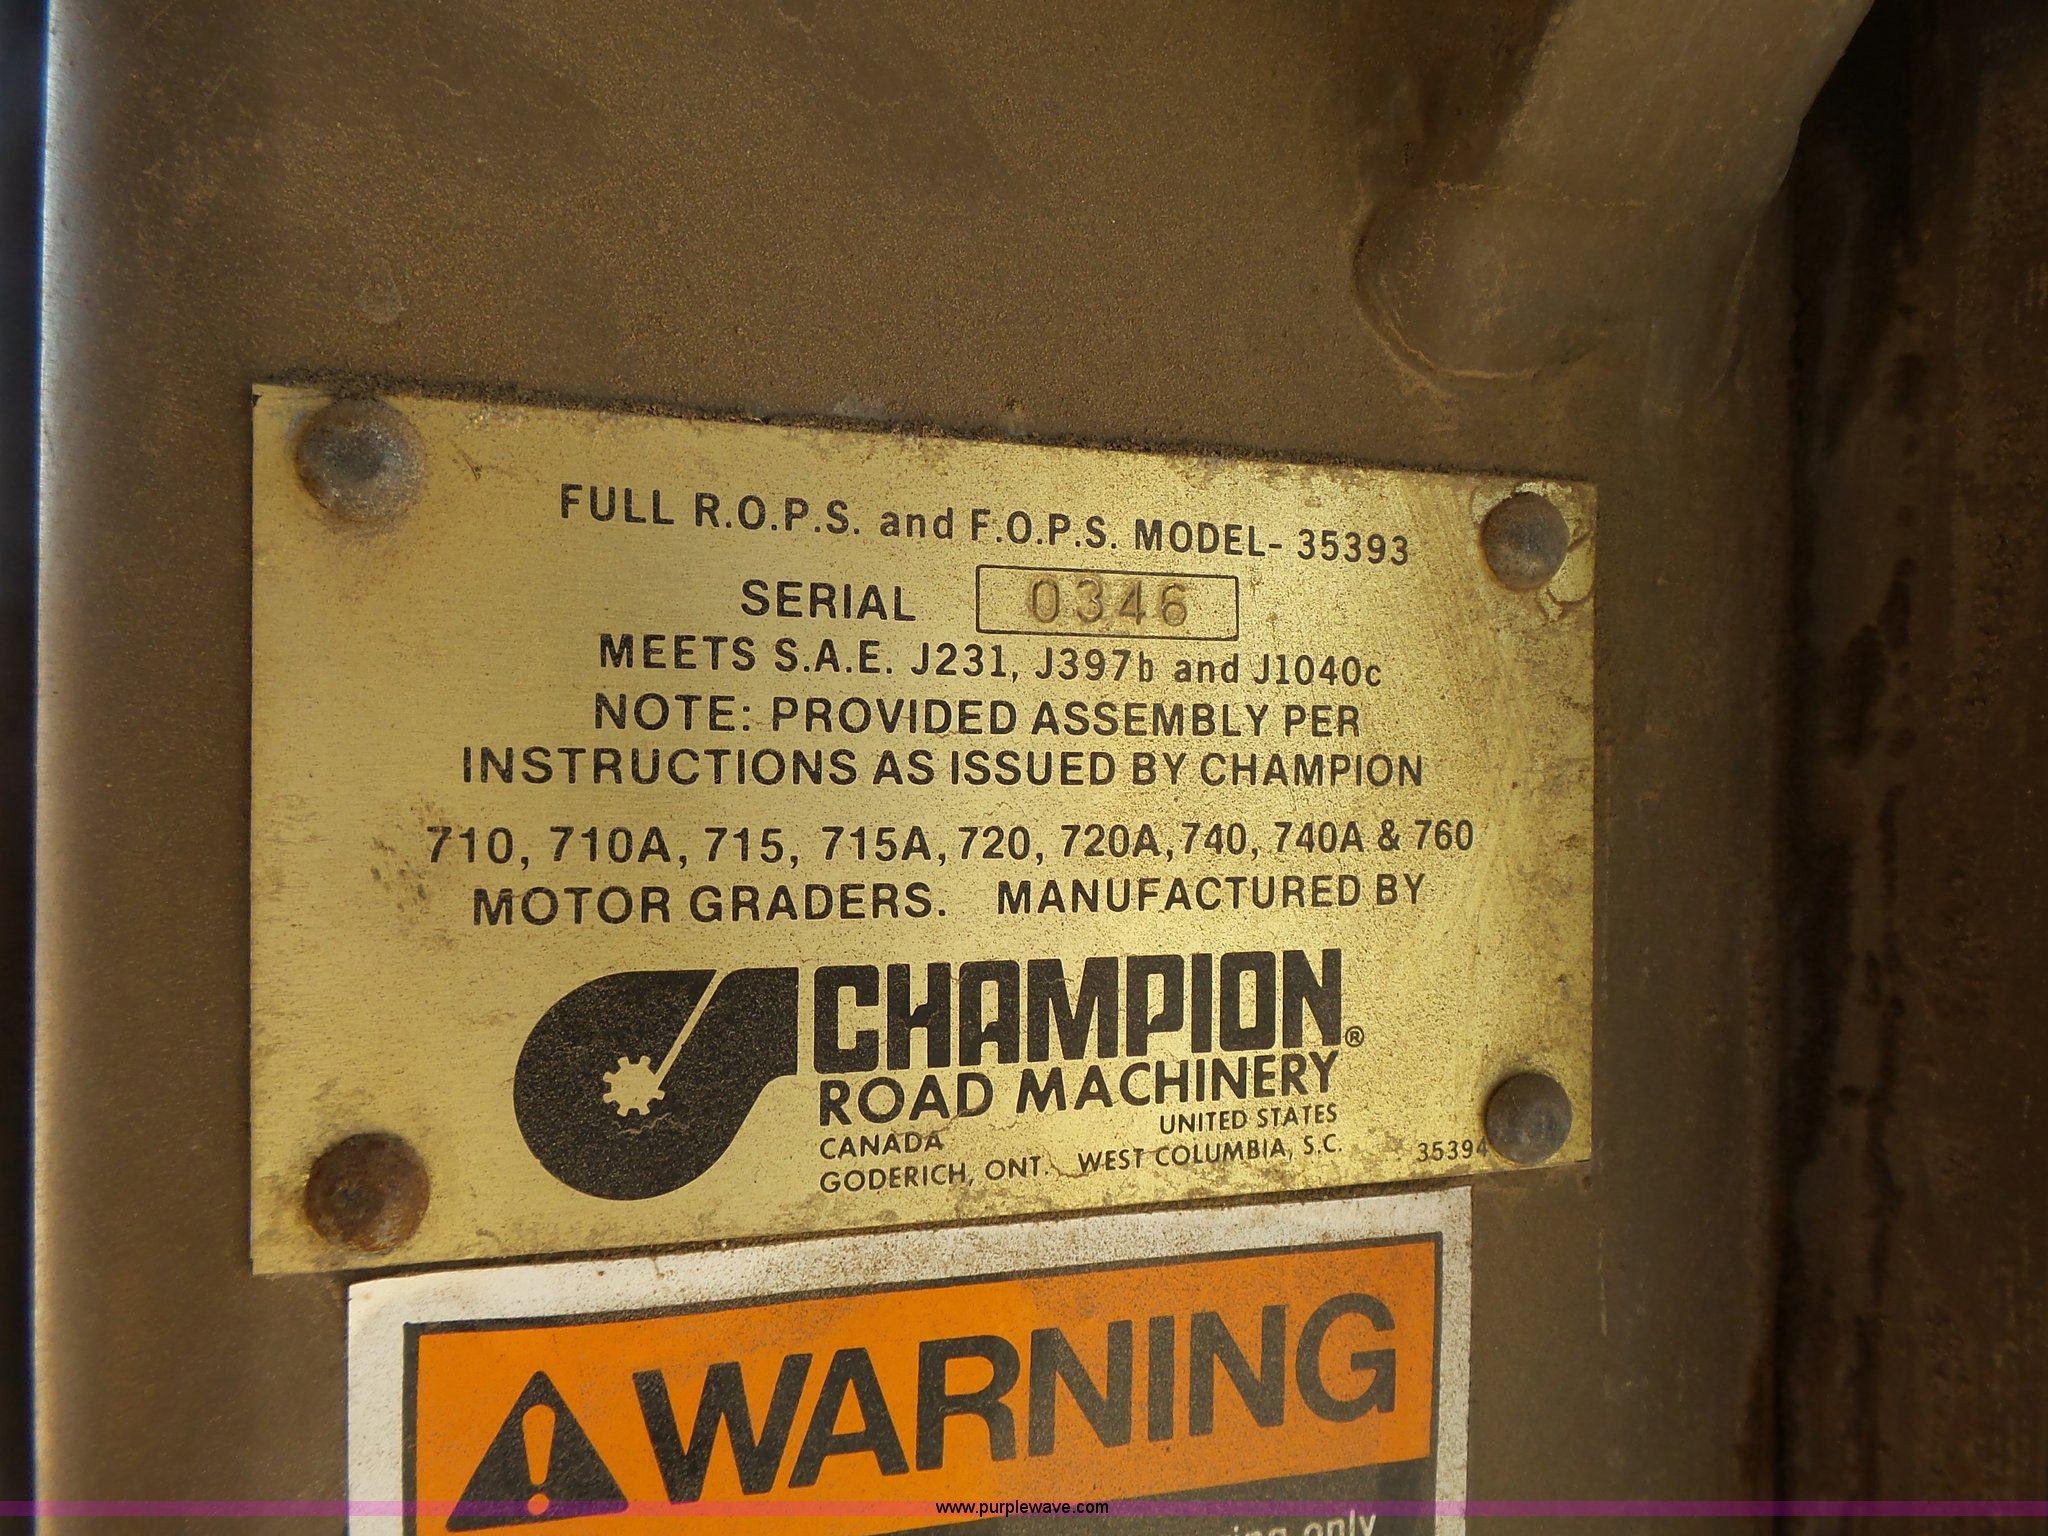 FULL R.O.P.S. and F.O.P.S. MODEL- 35393
SERIAL 0346
MEETS S.A.E. J231, J397b and J1040c
NOTE: PROVIDED ASSEMBLY PER
INSTRUCTIONS AS ISSUED BY CHAMPION
710, 710A, 715, 715A, 720, 720A, 740, 740A & 760
MOTOR GRADERS. MANUFACTURED BY
CHAMPION®
ROAD MACHINERY
CANADA UNITED STATES
GODERICH, ONT. WEST COLUMBIA, S.C. 35394
WARNING
only
www.purplewave.com